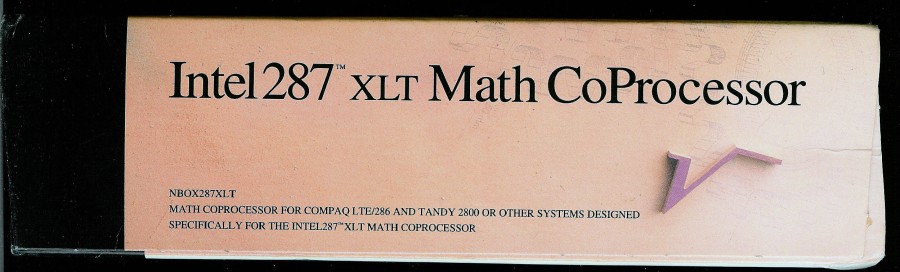 Intel287™ XLT Math CoProcessor
NBOX287XLT
MATH COPROCESSOR FOR COMPAQ LTE/286 AND TANDY 2800 OR OTHER SYSTEMS DESIGNED
SPECIFICALLY FOR THE INTEL287™XLT MATH COPROCESSOR